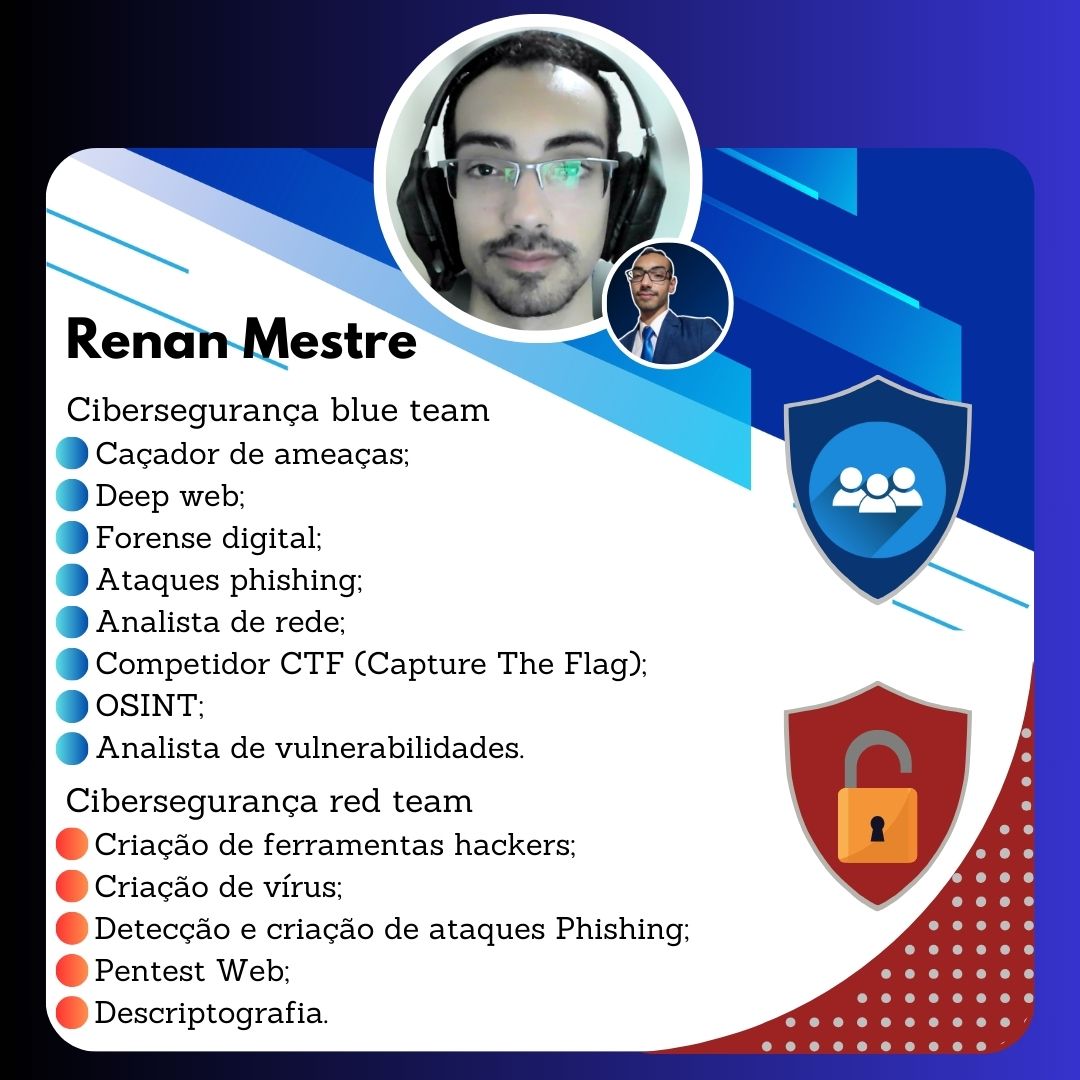 Renan Mestre
Cibersegurança blue team
Caçador de ameaças;
Deep web;
Forense digital;
Ataques phishing;
Analista de rede;
Competidor CTF (Capture The Flag);
OSINT;
Analista de vulnerabilidades.
Cibersegurança red team
Criação de ferramentas hackers;
Criação de vírus;
Detecção e criação de ataques Phishing;
Pentest Web;
Descriptografia.